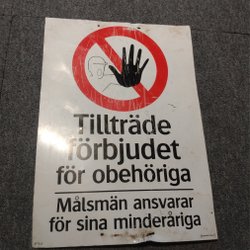 Tillträde
förbjudet
för obehöriga
Målsmän ansvarar
för sina minderåriga